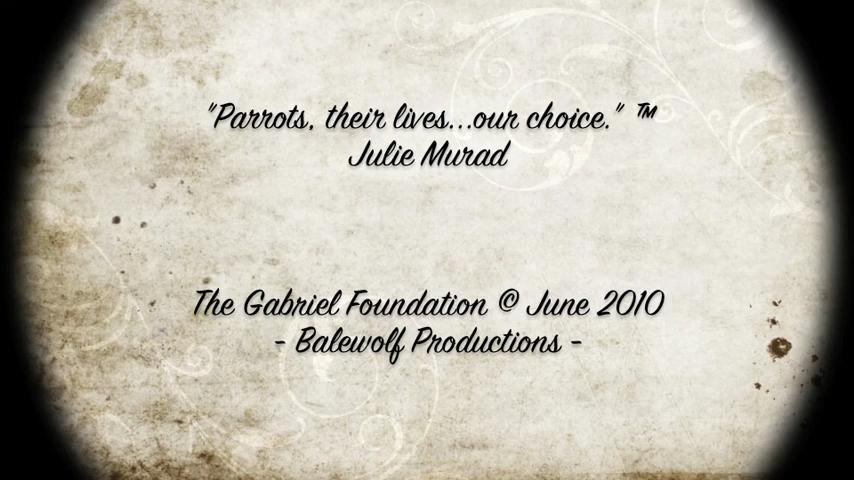 "Parrots, their lives...our choice." ™
Julie Murad
The Gabriel Foundation © June 2010
- Balewolf Productions -